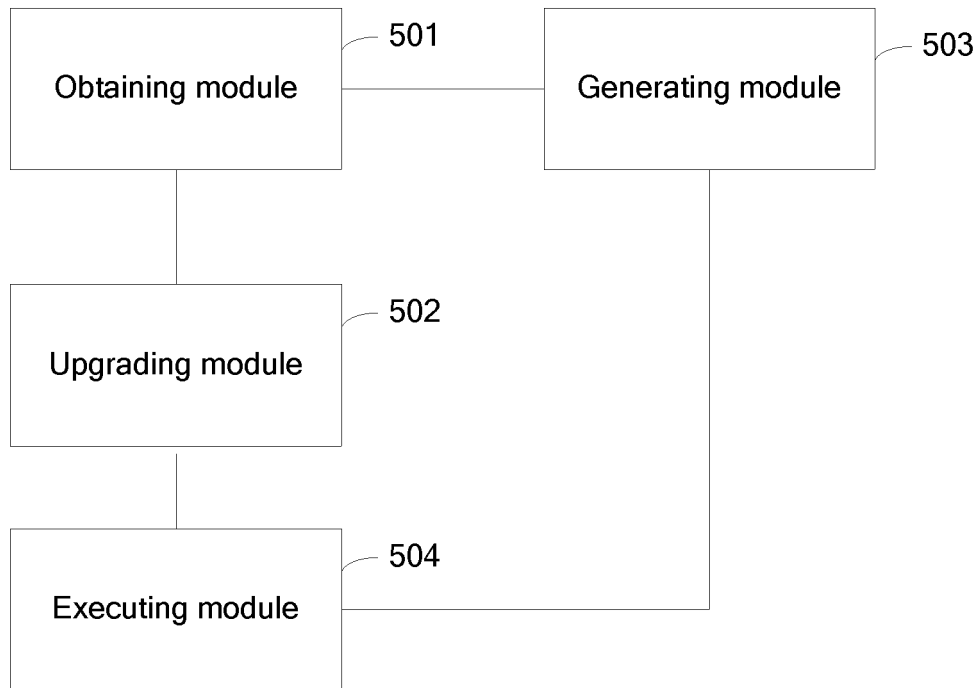 501
Obtaining module
503
Generating module
502
Upgrading module
504
Executing module